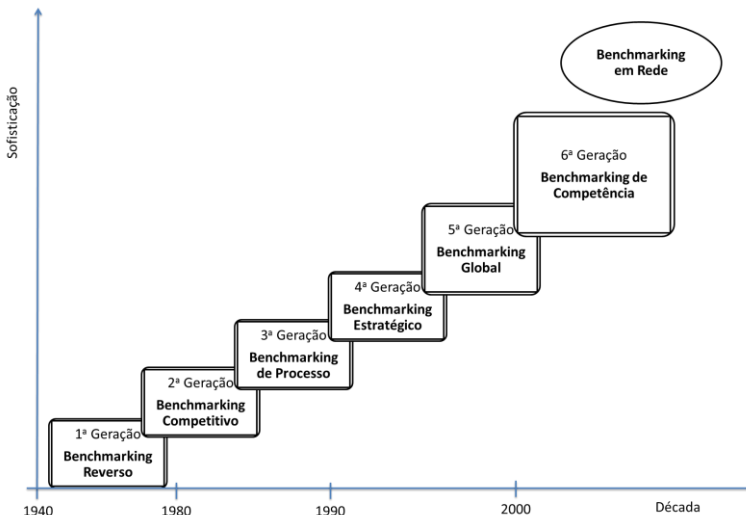 Sofisticação
Benchmarking
em Rede
6ª Geração
Benchmarking de
Competência
5ª Geração
Benchmarking
Global
4ª Geração
Benchmarking
Estratégico
3ª Geração
Benchmarking
de Processo
2ª Geração
Benchmarking
Competitivo
1ª Geração
Benchmarking
Reverso
1940
1980
1990
2000
Década